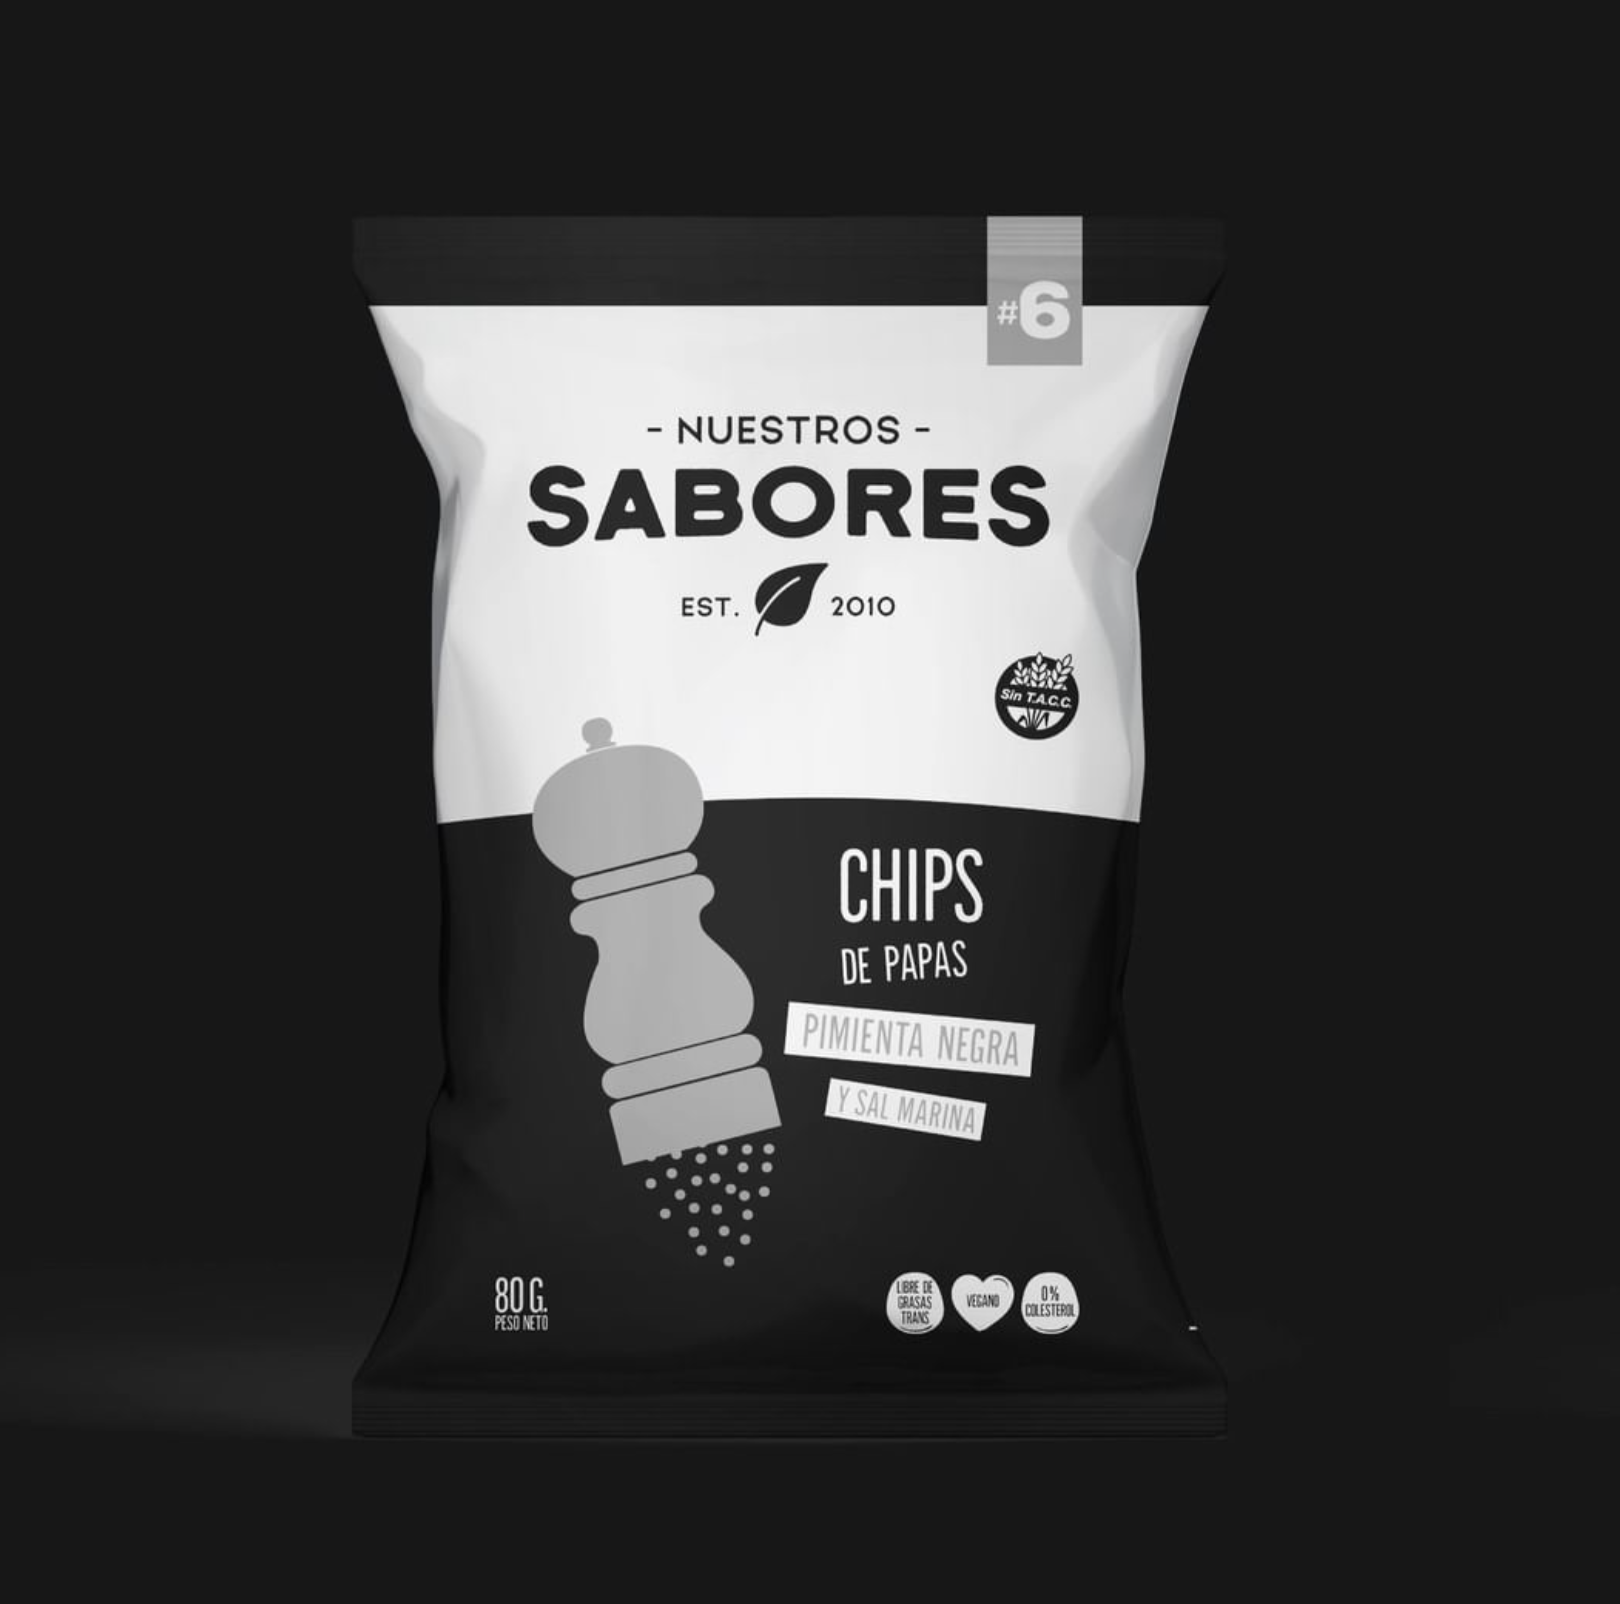 #6
- NUESTROS -
SABORES
EST. 2010
Sin T.A.C.C.
CHIPS
DE PAPAS
PIMIENTA NEGRA
Y SAL MARINA
80 G.
PESO NETO
LIBRE DE
GRASAS
TRANS
VEGANO
0%
COLESTEROL